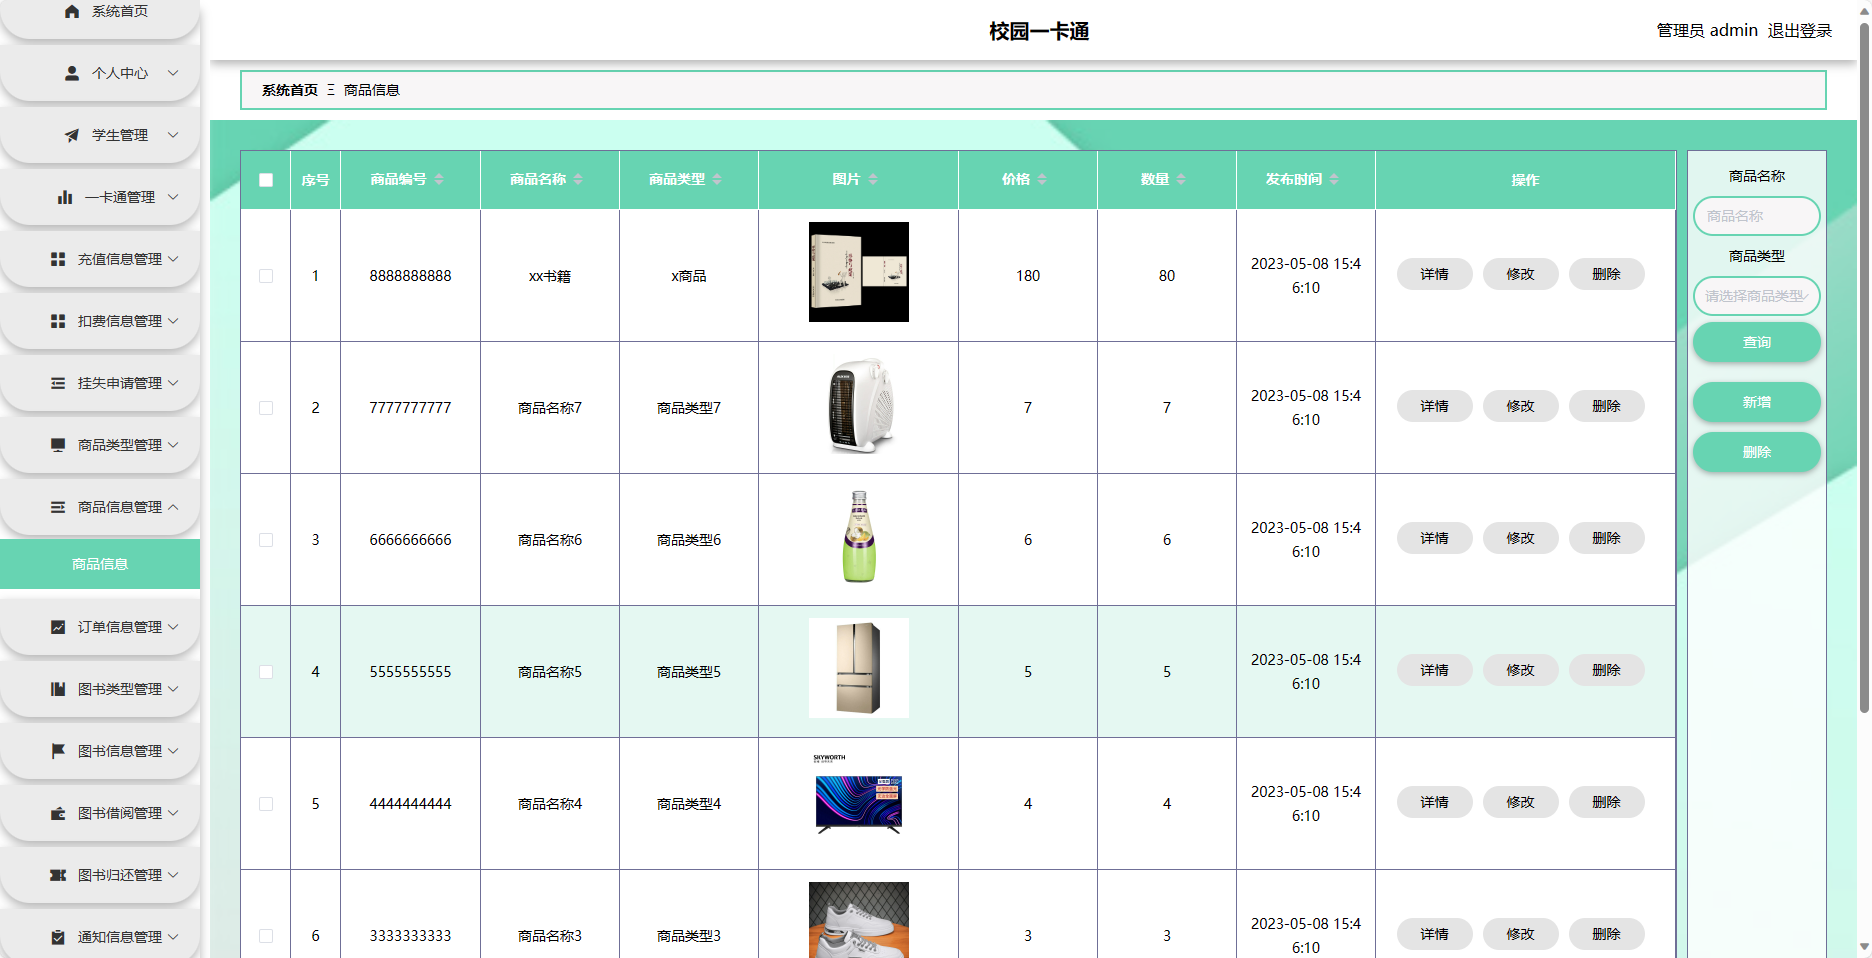 系统首页
个人中心
学生管理
一卡通管理
充值信息管理
扣费信息管理
挂失申请管理
商品类型管理
商品信息管理
商品信息
订单信息管理
图书类型管理
图书信息管理
图书借阅管理
图书归还管理
通知信息管理
校园一卡通
管理员 admin 退出登录
系统首页 Ξ 商品信息
序号 商品编号 商品名称 商品类型 图片 价格 数量 发布时间 操作
1 8888888888 xx书籍 x商品 180 80 2023-05-08 15:4
6:10
详情 修改 删除
2 7777777777 商品名称7 商品类型7 7 7 2023-05-08 15:4
6:10
详情 修改 删除
3 6666666666 商品名称6 商品类型6 6 6 2023-05-08 15:4
6:10
详情 修改 删除
4 5555555555 商品名称5 商品类型5 5 5 2023-05-08 15:4
6:10
详情 修改 删除
SKYWORTH
5 4444444444 商品名称4 商品类型4 4 4 2023-05-08 15:4
6:10
详情 修改 删除
6 3333333333 商品名称3 商品类型3 3 3 2023-05-08 15:4
6:10
详情 修改 删除
商品名称
商品名称
商品类型
请选择商品类型
查询
新增
删除